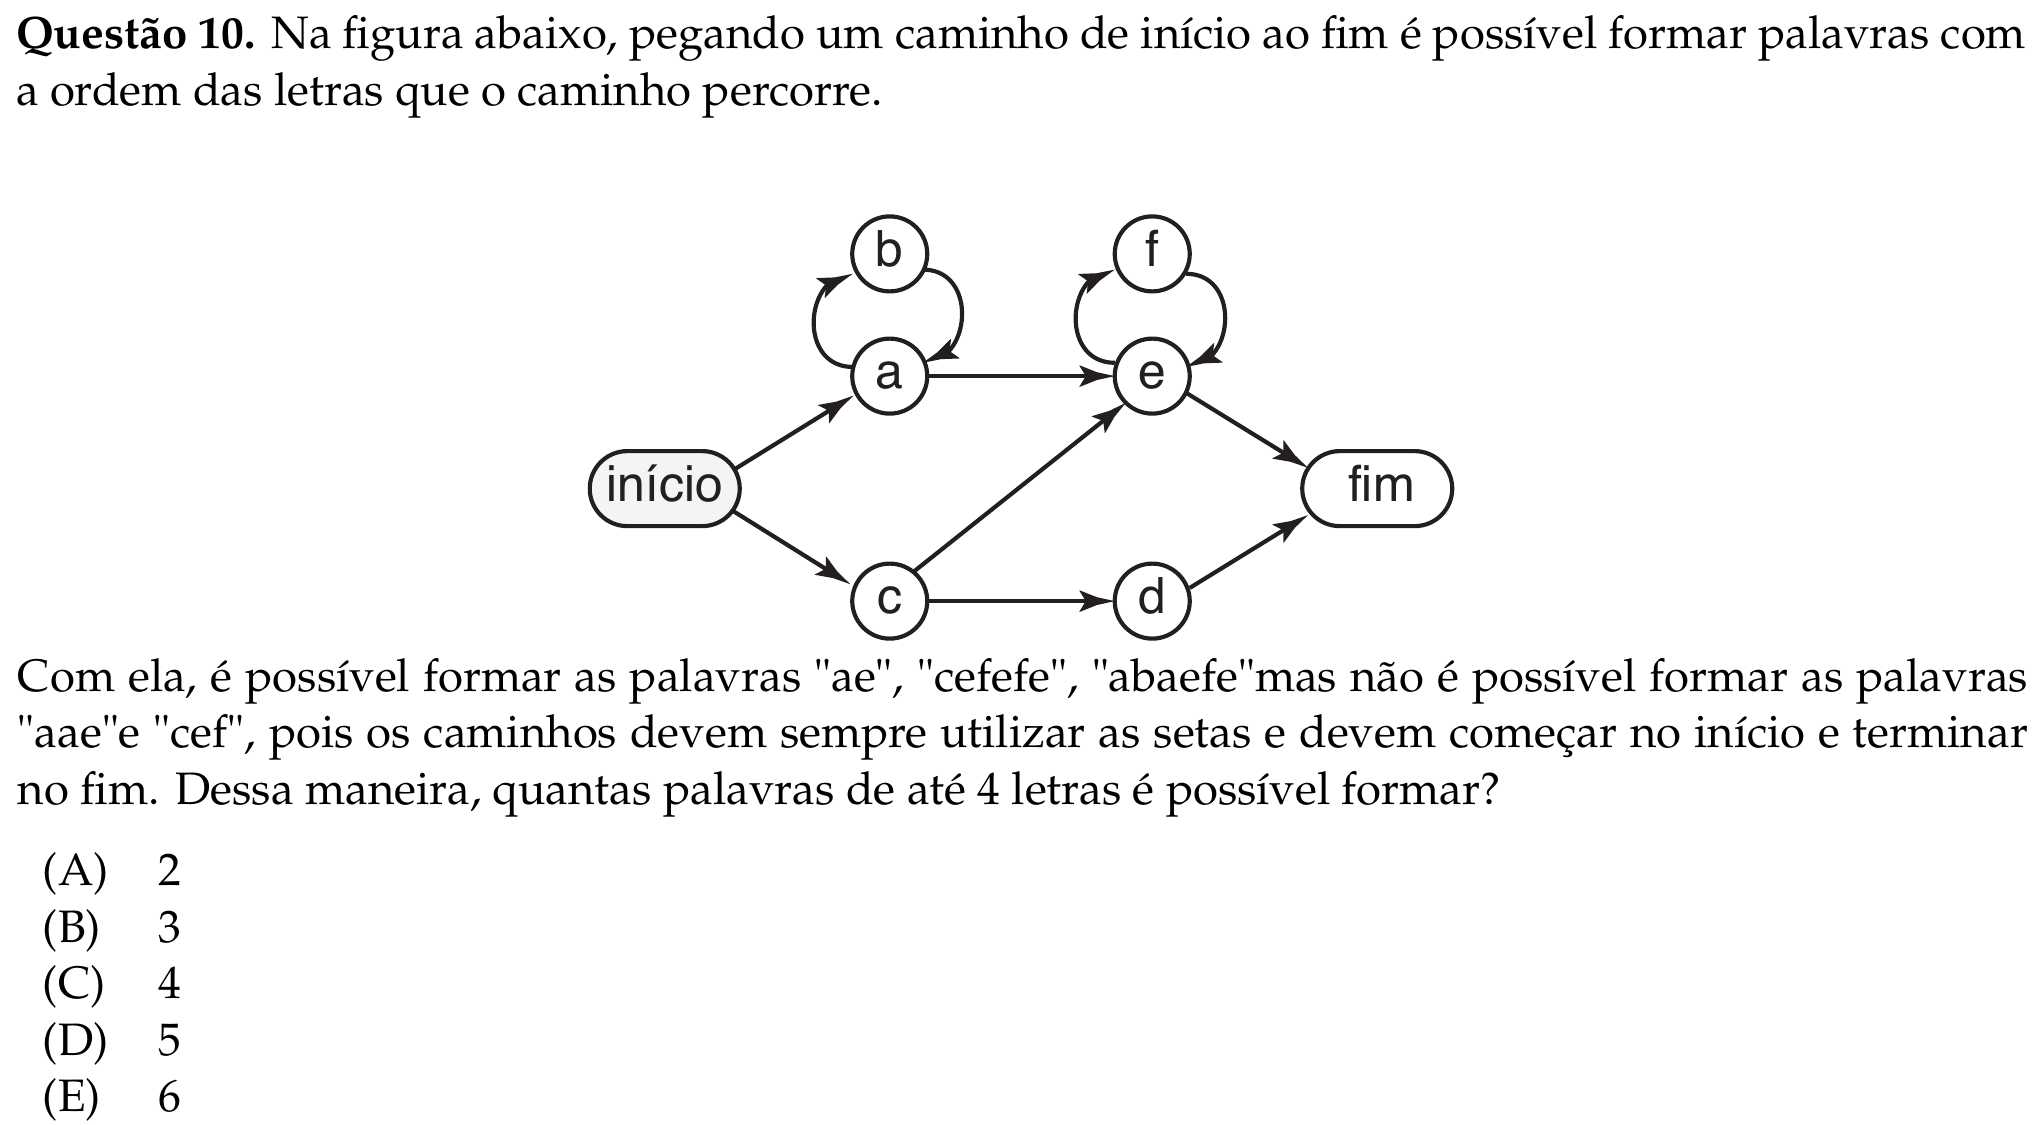 Questão 10. Na figura abaixo, pegando um caminho de início ao fim é possível formar palavras com
a ordem das letras que o caminho percorre.
b
f
a
e
início
fim
c
d
Com ela, é possível formar as palavras "ae", "cefefe", "abaefe"mas não é possível formar as palavras
"aae"e "cef", pois os caminhos devem sempre utilizar as setas e devem começar no início e terminar
no fim. Dessa maneira, quantas palavras de até 4 letras é possível formar?
(A) 2
(B) 3
(C) 4
(D) 5
(E) 6